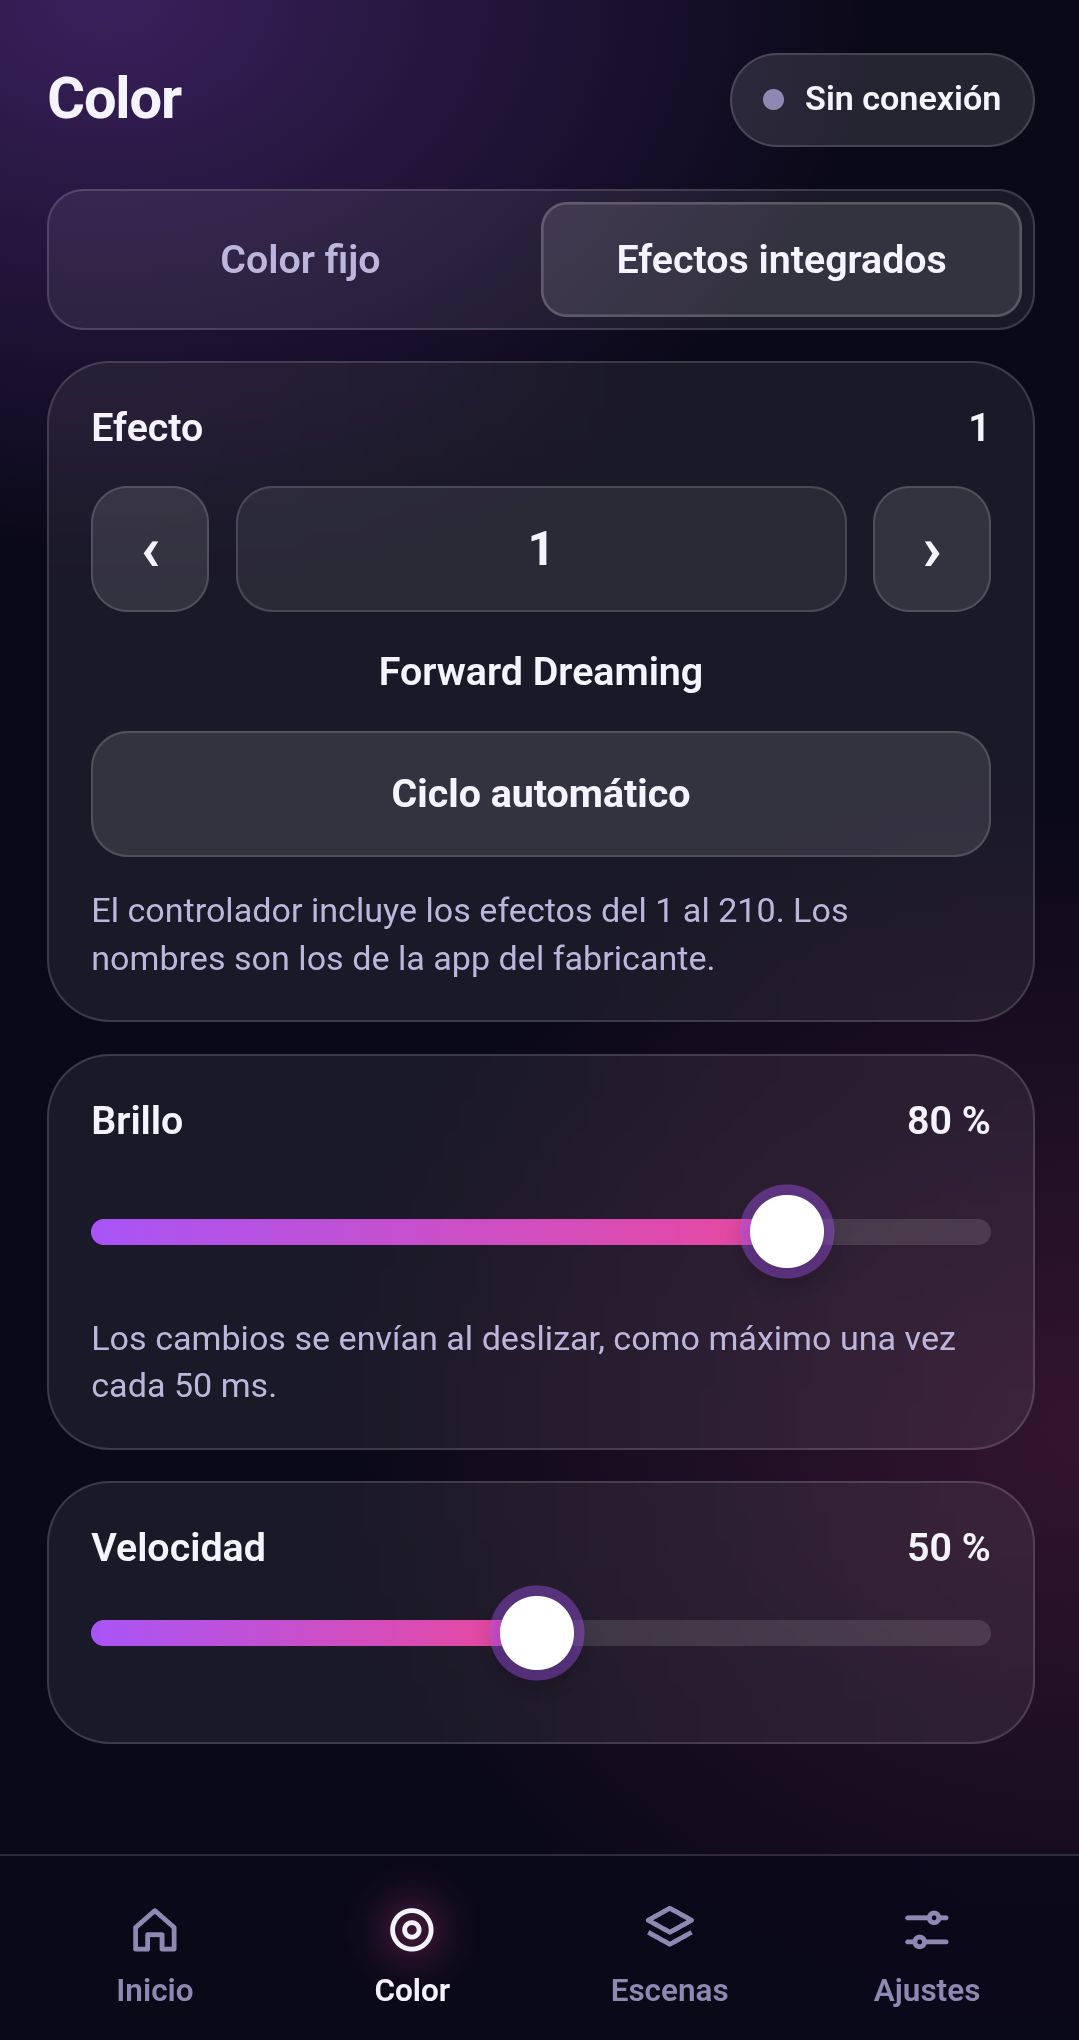 Color
Sin conexión
Color fijo
Efectos integrados
Efecto
1
‹
1
›
Forward Dreaming
Ciclo automático
El controlador incluye los efectos del 1 al 210. Los
nombres son los de la app del fabricante.
Brillo
80 %
Los cambios se envían al deslizar, como máximo una vez
cada 50 ms.
Velocidad
50 %
Inicio
Color
Escenas
Ajustes